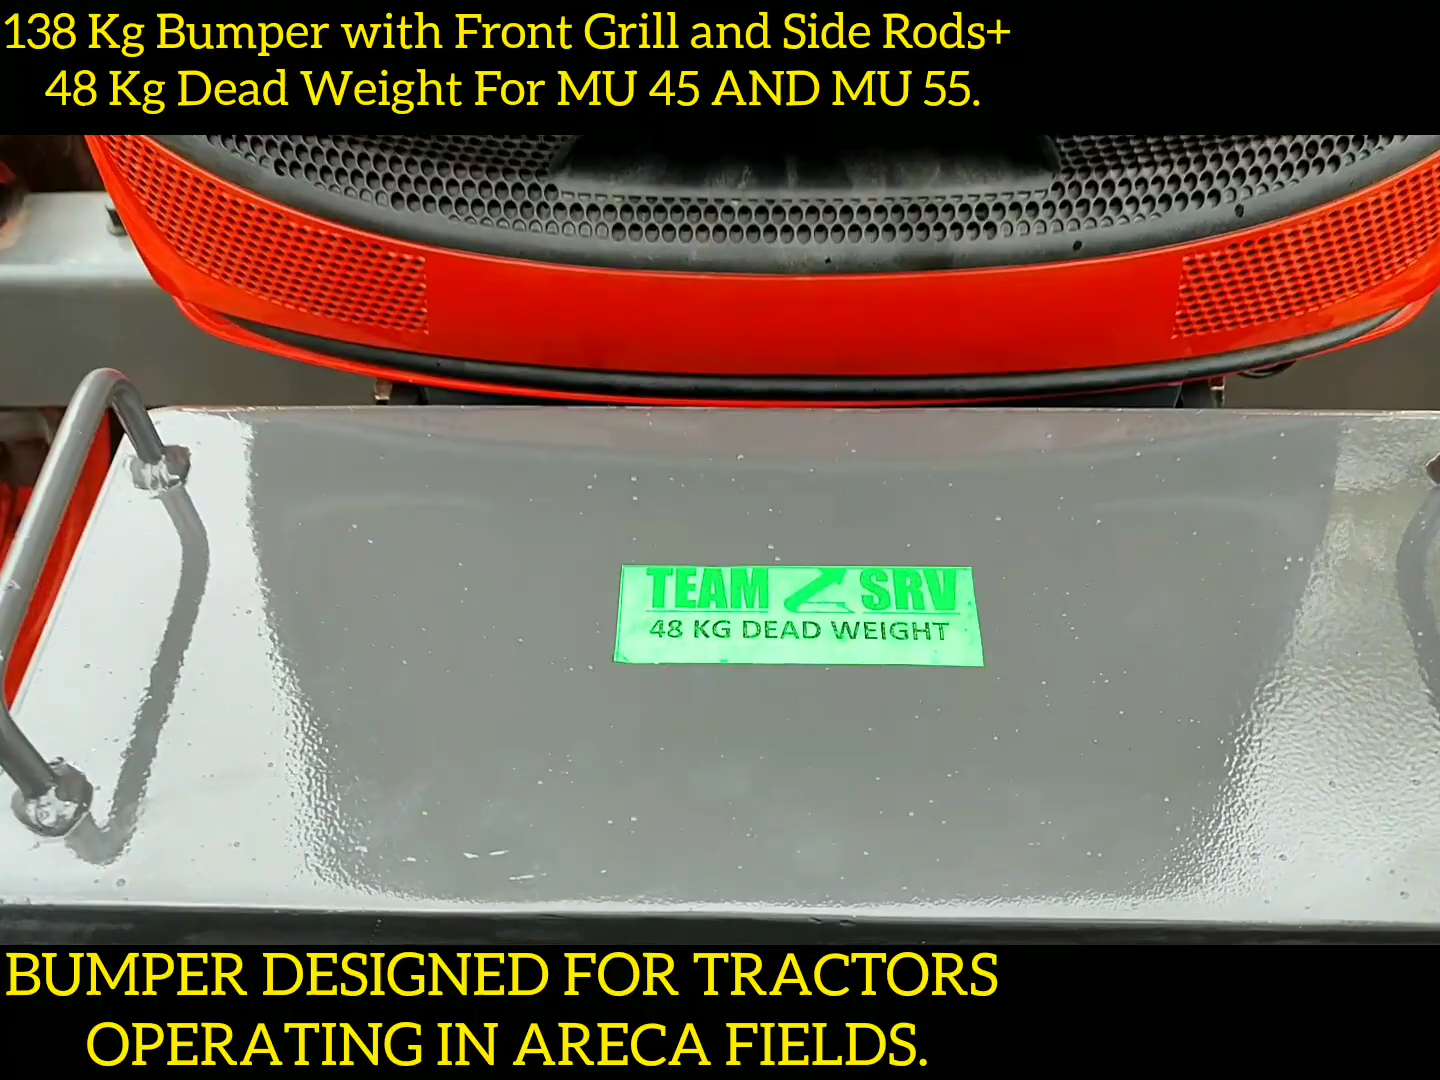 138 Kg Bumper with Front Grill and Side Rods+
48 Kg Dead Weight For MU 45 AND MU 55.
TEAM SRV
48 KG DEAD WEIGHT
BUMPER DESIGNED FOR TRACTORS
OPERATING IN ARECA FIELDS.